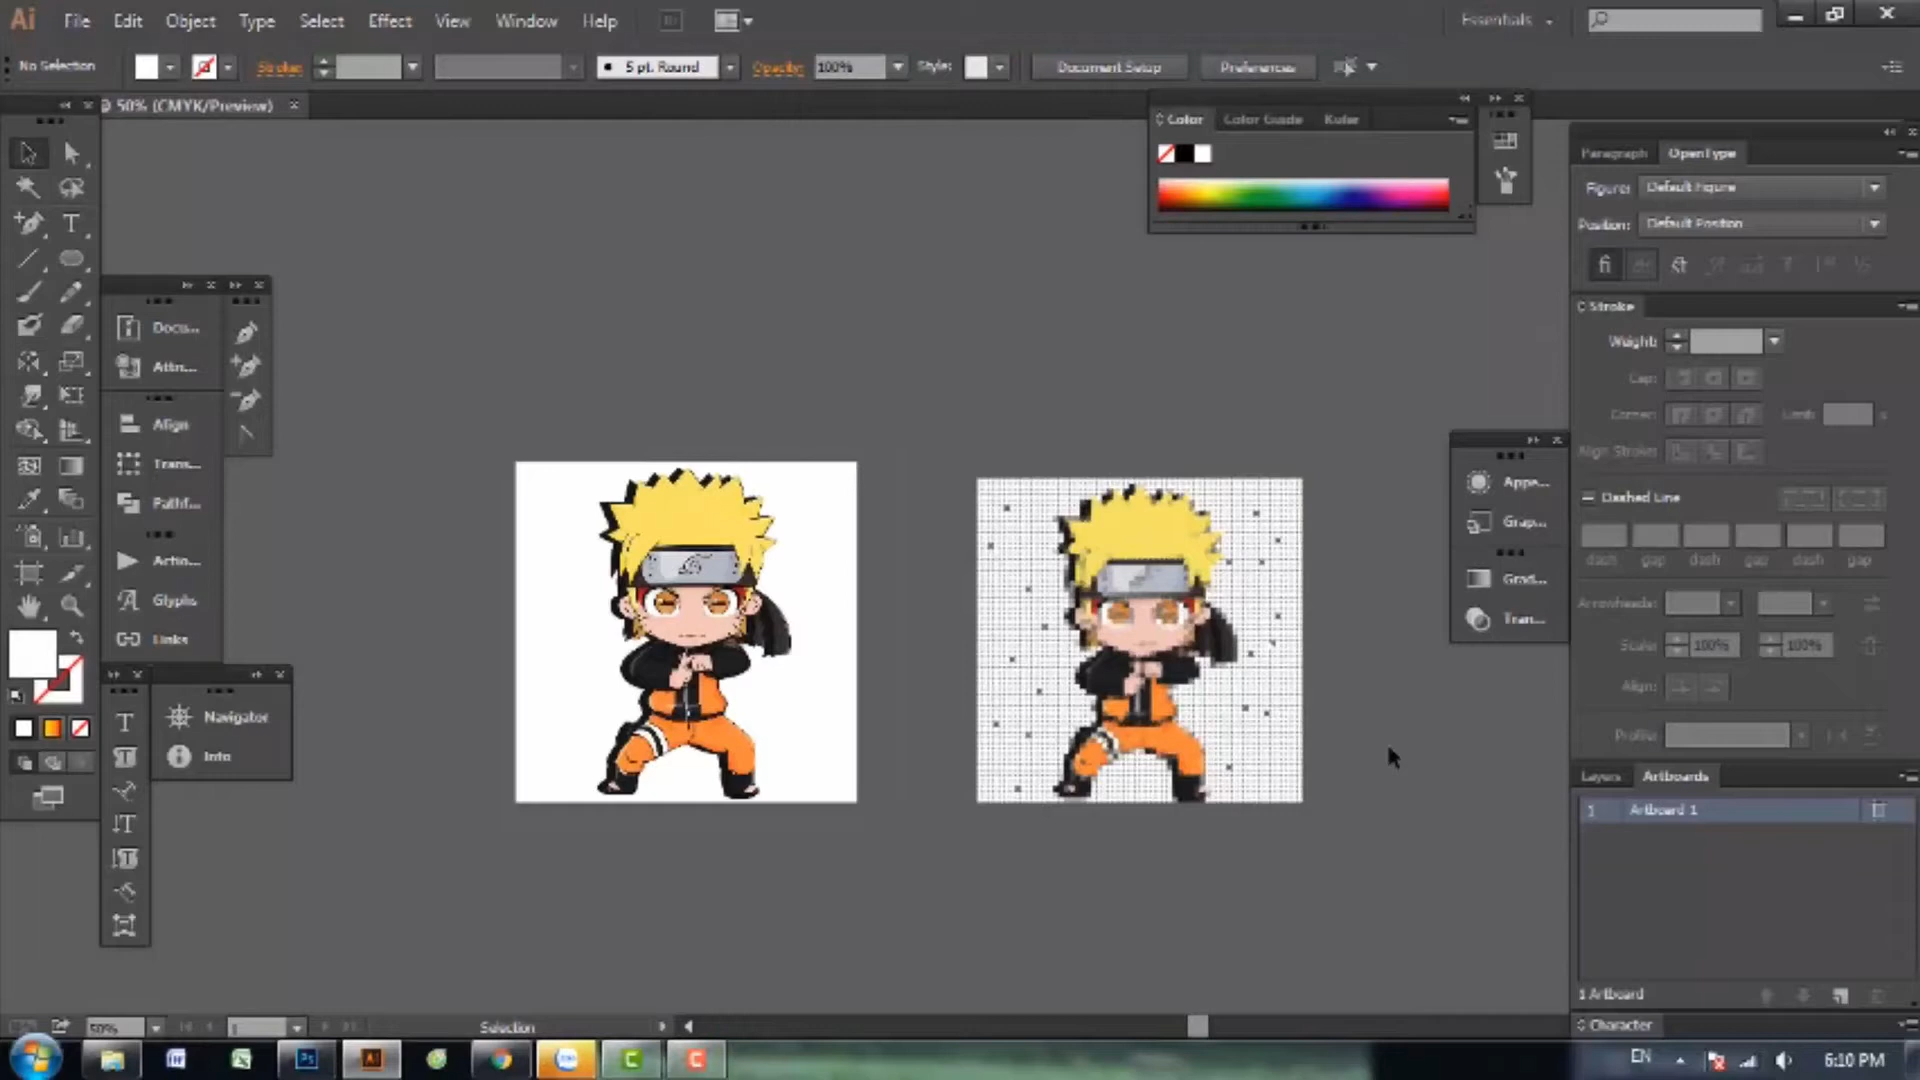 Ai File Edit Object Type Select Effect View Window Help Br Essentials
No Selection Stroke: 5 pt. Round Opacity: 100% Style: Document Setup Preferences
@ 50% (CMYK/Preview)
Color Color Guide Kuler
Paragraph OpenType
Figure: Default Figure
Position: Default Position
Stroke
Weight:
Cap:
Corner: Limit: x
Align Stroke:
Dashed Line
dash gap dash gap dash gap
Arrowheads:
Scale: 100% 100%
Align:
Profile:
Docu...
Attri...
Align
Trans...
Pathf...
Actio...
Glyphs
Links
Navigator
Info
Appe...
Grap...
Grad...
Tran...
Layers Artboards
1 Artboard 1
1 Artboard
Character
50% 1 Selection
EN 6:10 PM